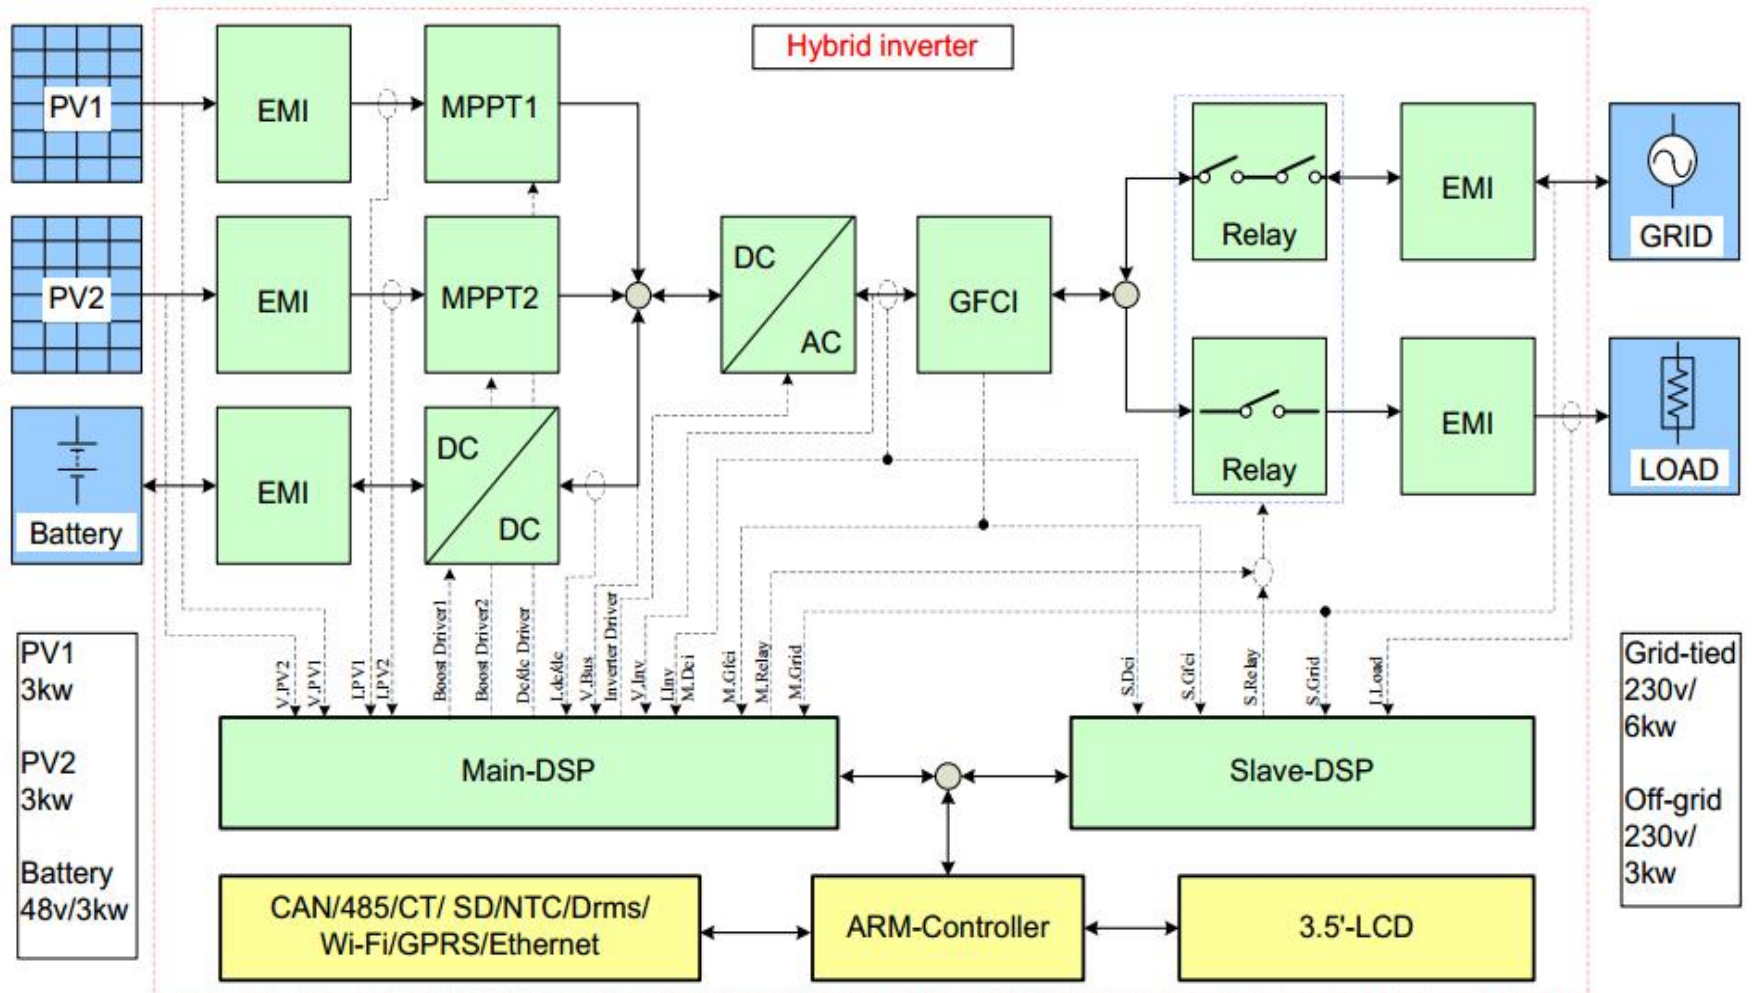 Hybrid inverter
PV1
EMI
MPPT1
PV2
EMI
MPPT2
Battery
EMI
DC
DC
DC
AC
GFCI
Relay
EMI
GRID
Relay
EMI
LOAD
V.PV2
V.PV1
I.PV1
I.PV2
Boost Driver1
Boost Driver2
Dc/dc Driver
I.dc/dc
V.Bus
Inverter Driver
V.Inv
I.Inv
M.Dci
M.Gfci
M.Relay
M.Grid
S.Dci
S.Gfci
S.Relay
S.Grid
I.Load
PV1
3kw
PV2
3kw
Battery
48v/3kw
Grid-tied
230v/
6kw
Off-grid
230v/
3kw
Main-DSP
Slave-DSP
CAN/485/CT/ SD/NTC/Drms/
Wi-Fi/GPRS/Ethernet
ARM-Controller
3.5'-LCD